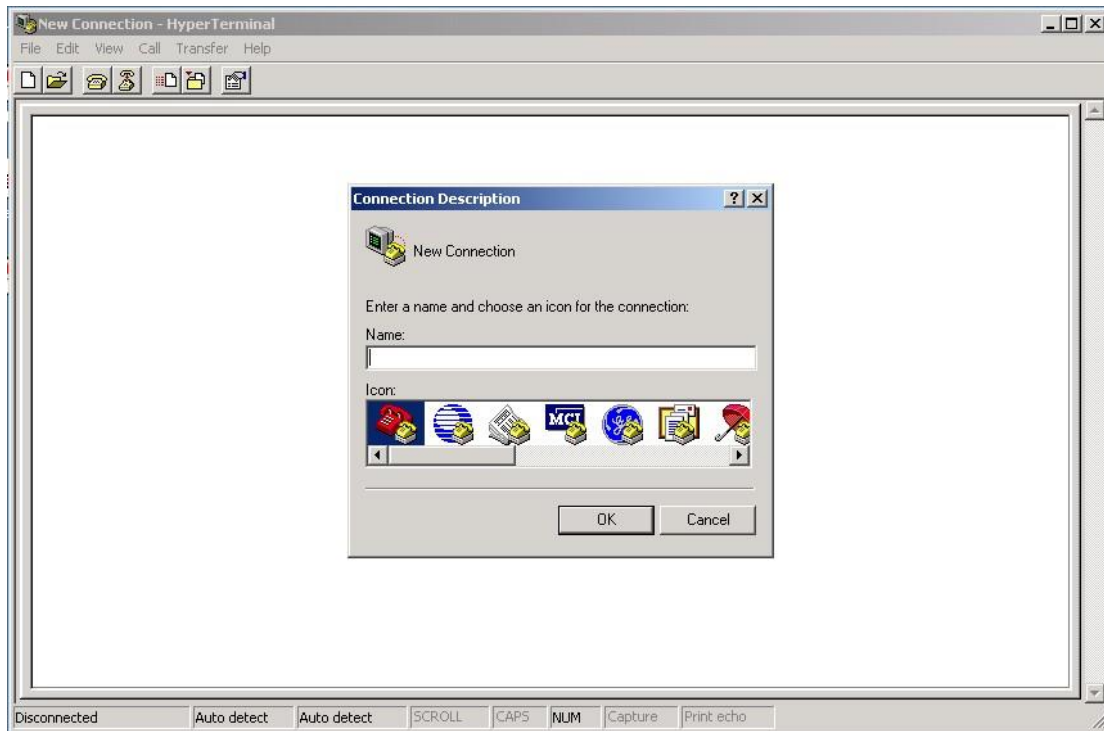 New Connection - HyperTerminal
File Edit View Call Transfer Help
Connection Description
New Connection
Enter a name and choose an icon for the connection:
Name:
Icon:
MCI
OK Cancel
Disconnected Auto detect Auto detect SCROLL CAPS NUM Capture Print echo